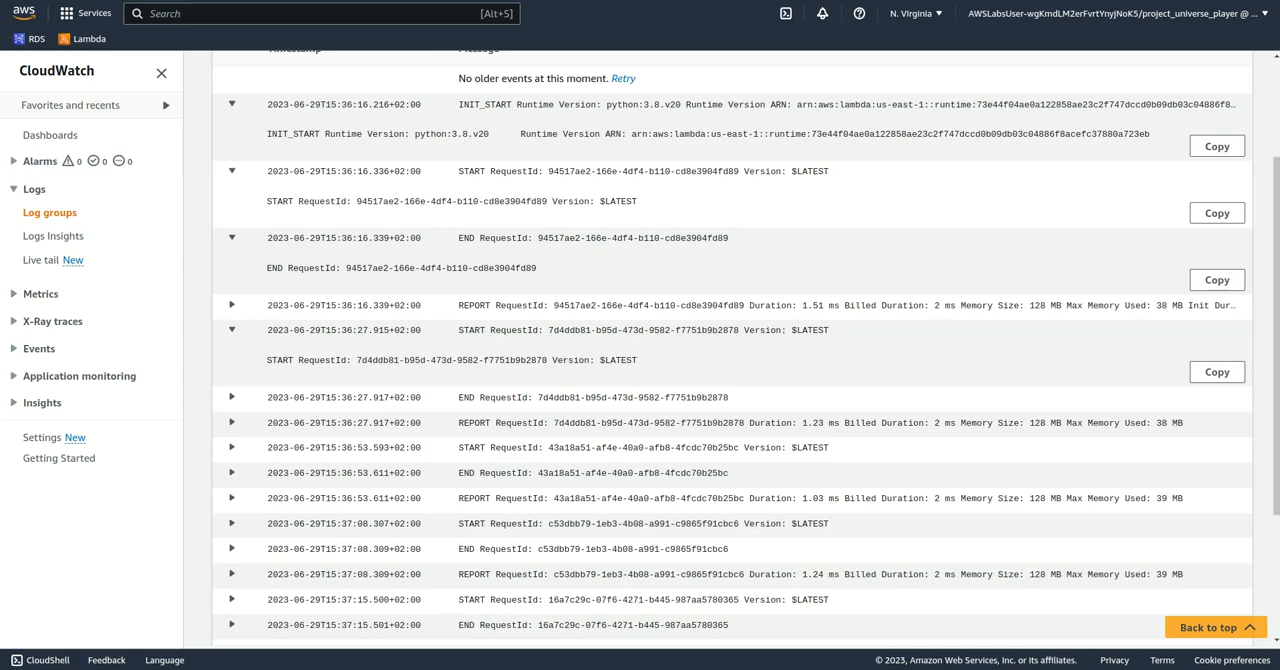 aws
Services
Search
[Alt+S]
N. Virginia
AWSLabsUser-wgKmdLM2erFvrtYnyjNoK5/project_universe_player @ ...
RDS
Lambda
CloudWatch
Favorites and recents
Dashboards
Alarms 0 0 0
Logs
Log groups
Logs Insights
Live tail New
Metrics
X-Ray traces
Events
Application monitoring
Insights
Settings New
Getting Started
No older events at this moment. Retry
2023-06-29T15:36:16.216+02:00 INIT_START Runtime Version: python:3.8.v20 Runtime Version ARN: arn:aws:lambda:us-east-1::runtime:73e44f04ae0a122858ae23c2f747dccd0b09db03c04886f8…
INIT_START Runtime Version: python:3.8.v20 Runtime Version ARN: arn:aws:lambda:us-east-1::runtime:73e44f04ae0a122858ae23c2f747dccd0b09db03c04886f8acefc37880a723eb
Copy
2023-06-29T15:36:16.336+02:00 START RequestId: 94517ae2-166e-4df4-b110-cd8e3904fd89 Version: $LATEST
START RequestId: 94517ae2-166e-4df4-b110-cd8e3904fd89 Version: $LATEST
Copy
2023-06-29T15:36:16.339+02:00 END RequestId: 94517ae2-166e-4df4-b110-cd8e3904fd89
END RequestId: 94517ae2-166e-4df4-b110-cd8e3904fd89
Copy
2023-06-29T15:36:16.339+02:00 REPORT RequestId: 94517ae2-166e-4df4-b110-cd8e3904fd89 Duration: 1.51 ms Billed Duration: 2 ms Memory Size: 128 MB Max Memory Used: 38 MB Init Dur…
2023-06-29T15:36:27.915+02:00 START RequestId: 7d4ddb81-b95d-473d-9582-f7751b9b2878 Version: $LATEST
START RequestId: 7d4ddb81-b95d-473d-9582-f7751b9b2878 Version: $LATEST
Copy
2023-06-29T15:36:27.917+02:00 END RequestId: 7d4ddb81-b95d-473d-9582-f7751b9b2878
2023-06-29T15:36:27.917+02:00 REPORT RequestId: 7d4ddb81-b95d-473d-9582-f7751b9b2878 Duration: 1.23 ms Billed Duration: 2 ms Memory Size: 128 MB Max Memory Used: 38 MB
2023-06-29T15:36:53.593+02:00 START RequestId: 43a18a51-af4e-40a0-afb8-4fcdc70b25bc Version: $LATEST
2023-06-29T15:36:53.611+02:00 END RequestId: 43a18a51-af4e-40a0-afb8-4fcdc70b25bc
2023-06-29T15:36:53.611+02:00 REPORT RequestId: 43a18a51-af4e-40a0-afb8-4fcdc70b25bc Duration: 1.03 ms Billed Duration: 2 ms Memory Size: 128 MB Max Memory Used: 39 MB
2023-06-29T15:37:08.307+02:00 START RequestId: c53dbb79-1eb3-4b08-a991-c9865f91cbc6 Version: $LATEST
2023-06-29T15:37:08.309+02:00 END RequestId: c53dbb79-1eb3-4b08-a991-c9865f91cbc6
2023-06-29T15:37:08.309+02:00 REPORT RequestId: c53dbb79-1eb3-4b08-a991-c9865f91cbc6 Duration: 1.24 ms Billed Duration: 2 ms Memory Size: 128 MB Max Memory Used: 39 MB
2023-06-29T15:37:15.500+02:00 START RequestId: 16a7c29c-07f6-4271-b445-987aa5780365 Version: $LATEST
2023-06-29T15:37:15.501+02:00 END RequestId: 16a7c29c-07f6-4271-b445-987aa5780365
Back to top
CloudShell
Feedback
Language
© 2023, Amazon Web Services, Inc. or its affiliates.
Privacy
Terms
Cookie preferences